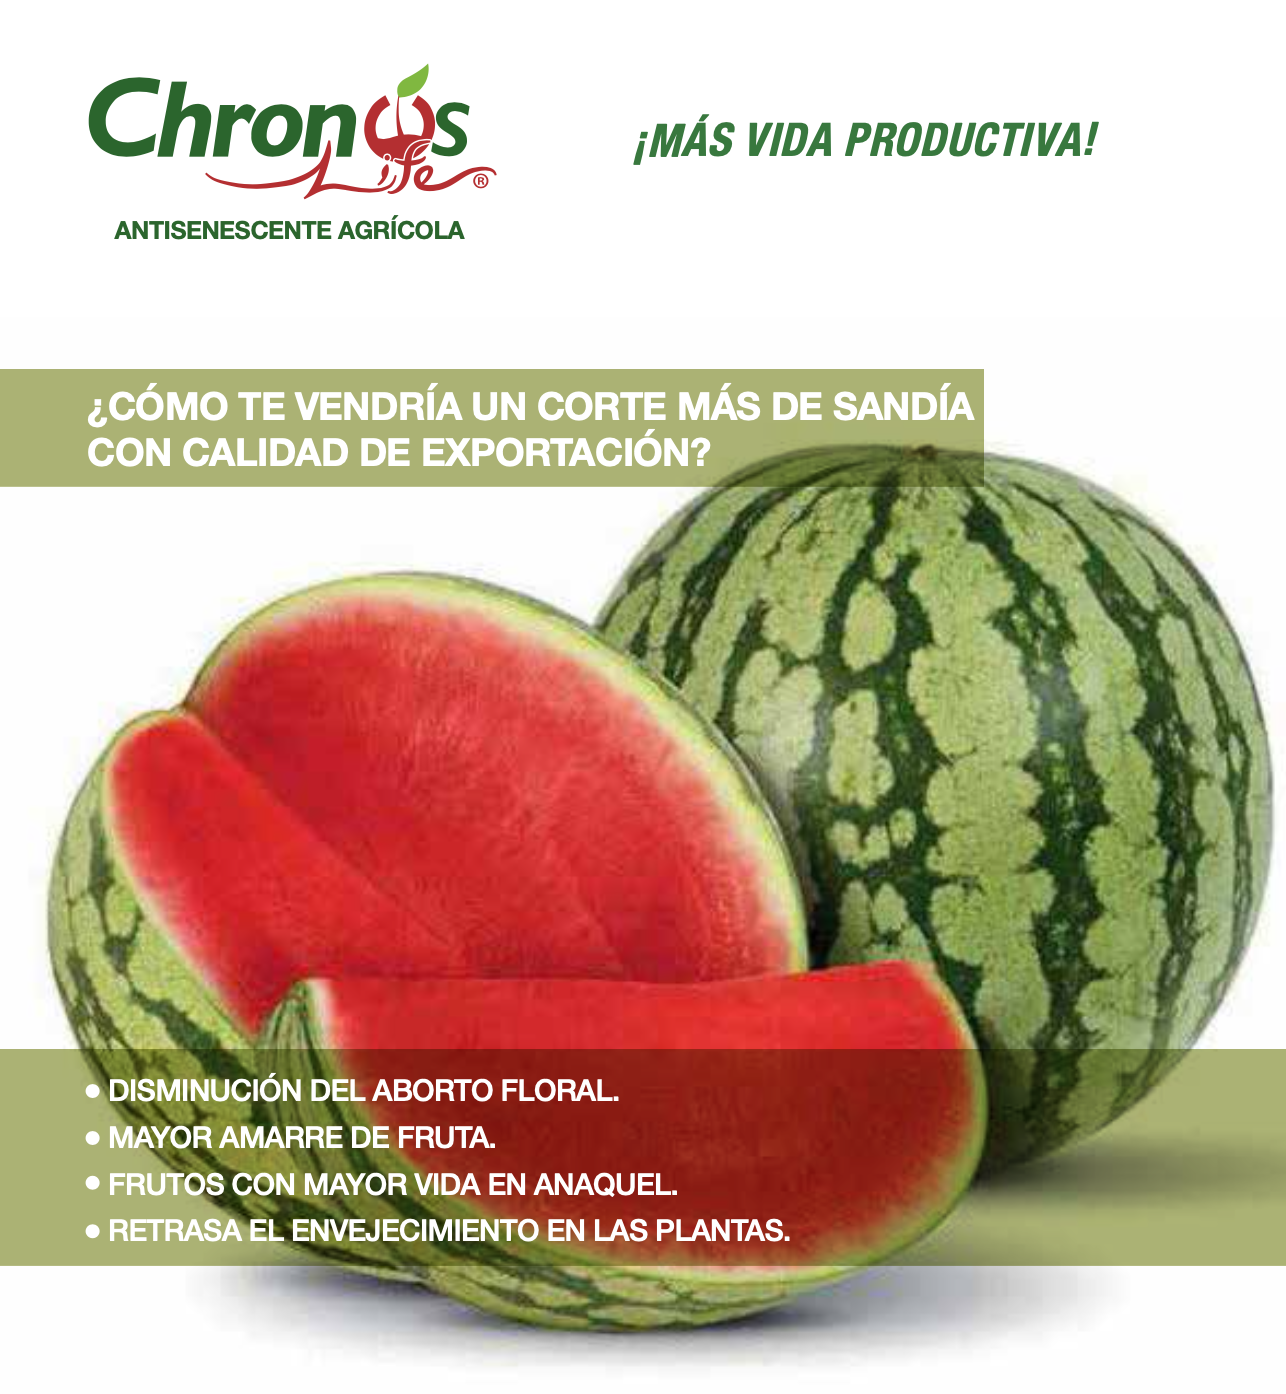 Chronos
Life®
ANTISENESCENTE AGRÍCOLA
¡MÁS VIDA PRODUCTIVA!
¿CÓMO TE VENDRÍA UN CORTE MÁS DE SANDÍA
CON CALIDAD DE EXPORTACIÓN?
• DISMINUCIÓN DEL ABORTO FLORAL.
• MAYOR AMARRE DE FRUTA.
• FRUTOS CON MAYOR VIDA EN ANAQUEL.
• RETRASA EL ENVEJECIMIENTO EN LAS PLANTAS.